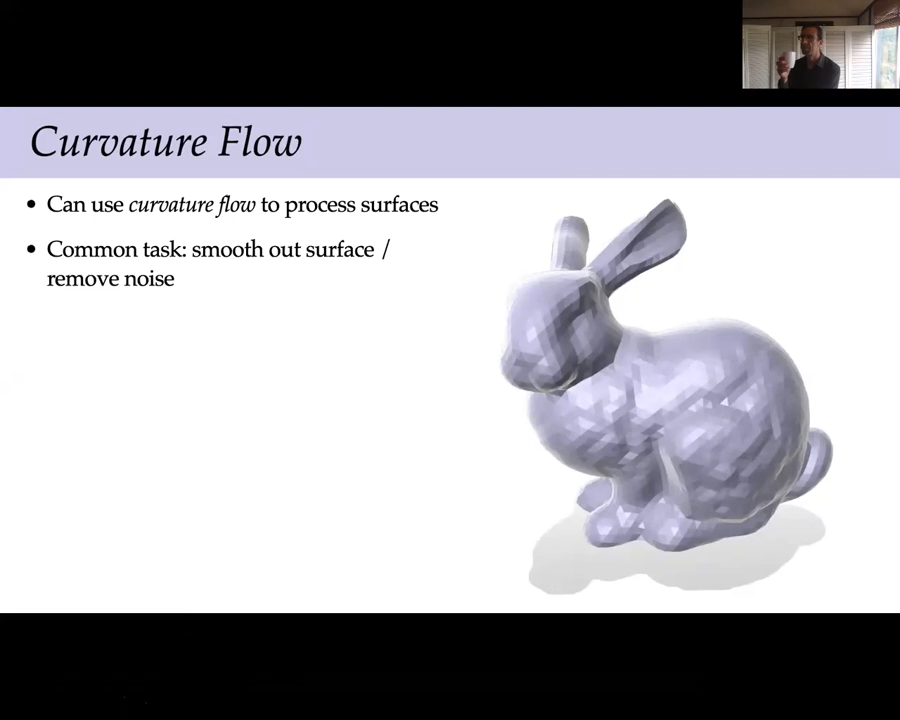 Curvature Flow
• Can use curvature flow to process surfaces
• Common task: smooth out surface /
remove noise